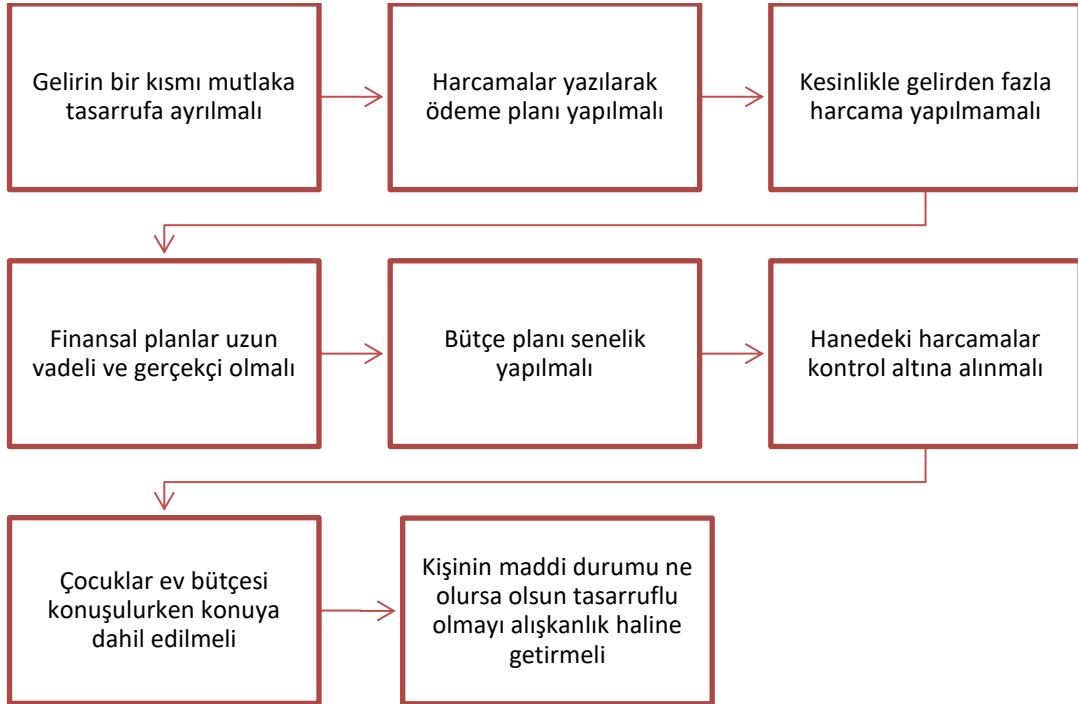 Gelirin bir kısmı mutlaka
tasarrufa ayrılmalı
Harcamalar yazılarak
ödeme planı yapılmalı
Kesinlikle gelirden fazla
harcama yapılmamalı
Finansal planlar uzun
vadeli ve gerçekçi olmalı
Bütçe planı senelik
yapılmalı
Hanedeki harcamalar
kontrol altına alınmalı
Çocuklar ev bütçesi
konuşulurken konuya
dahil edilmeli
Kişinin maddi durumu ne
olursa olsun tasarruflu
olmayı alışkanlık haline
getirmeli